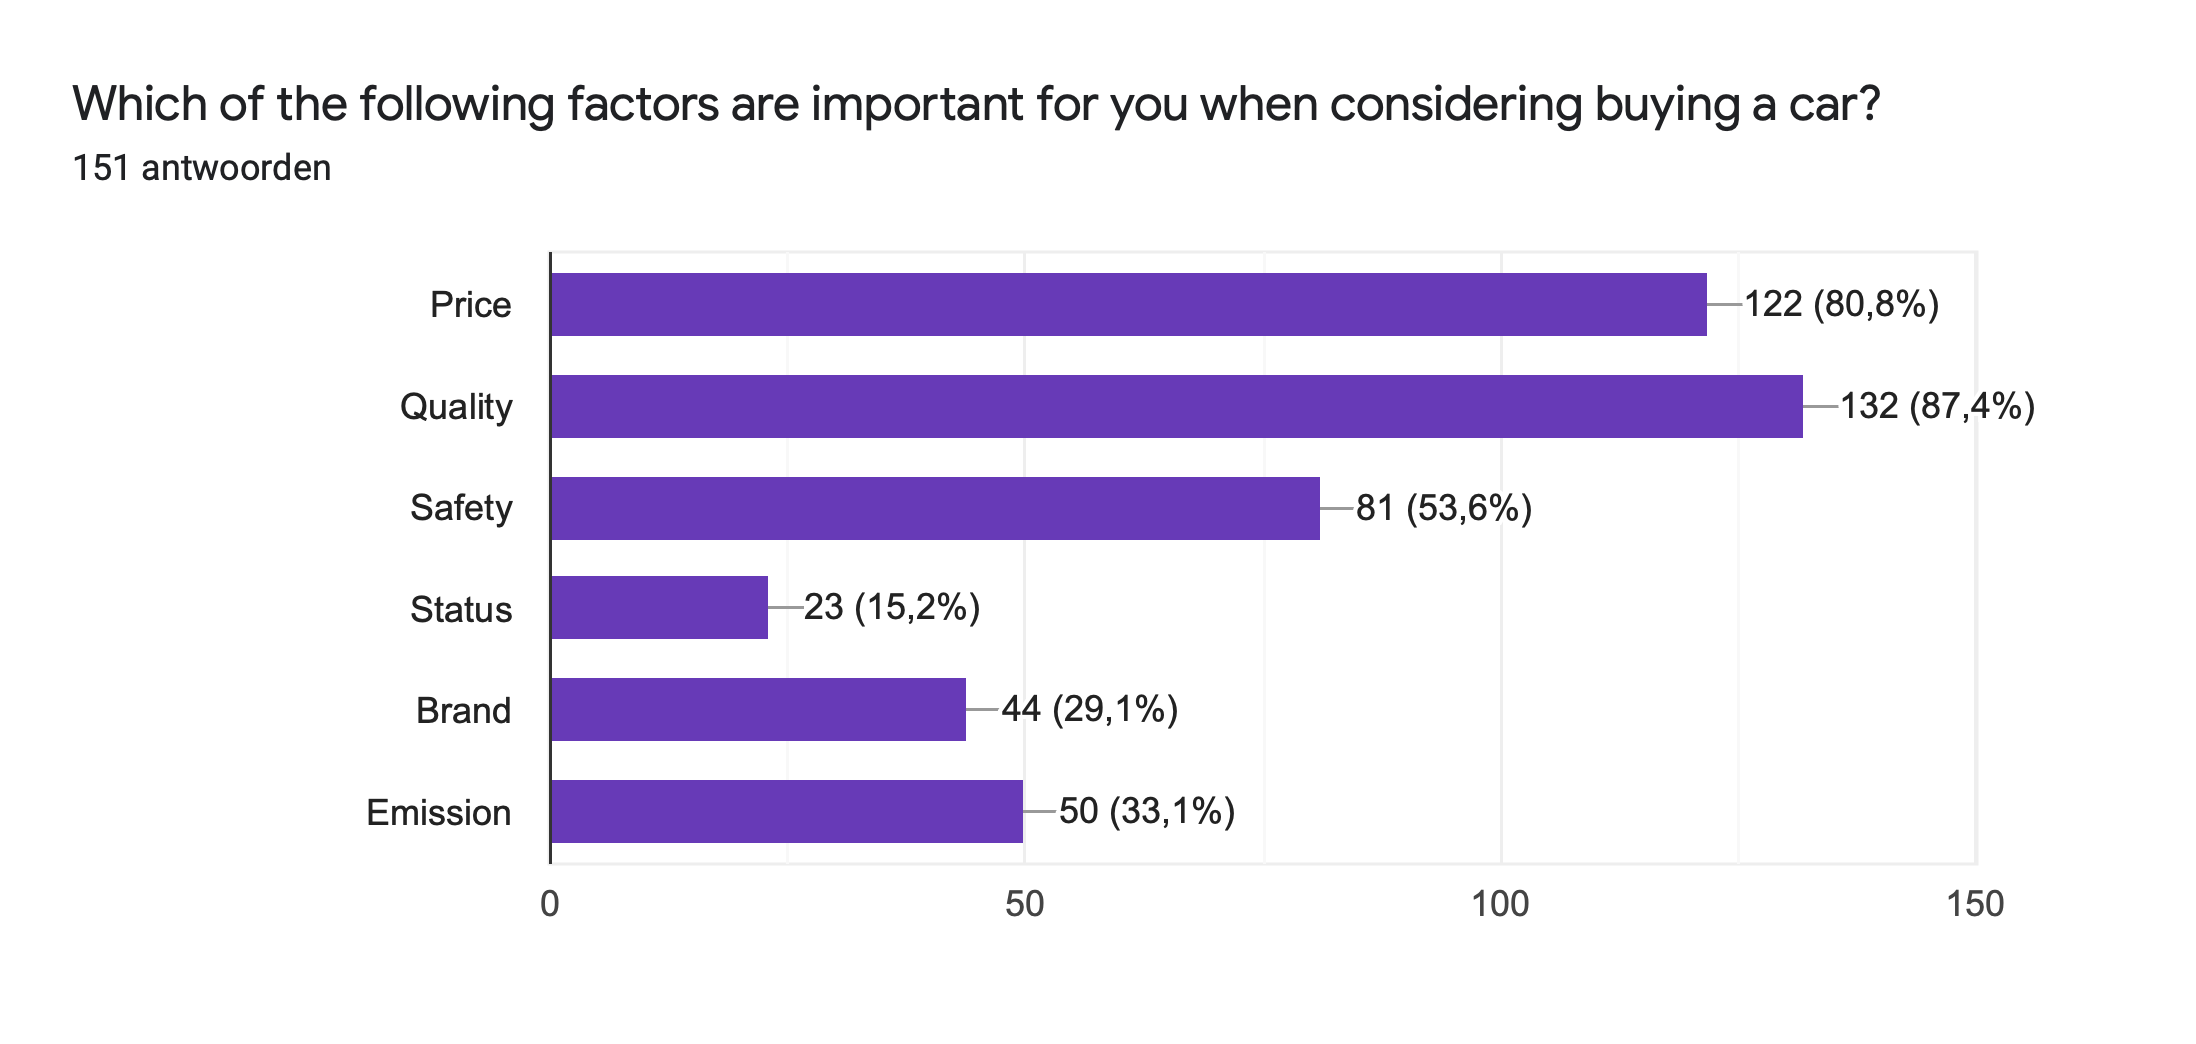 Which of the following factors are important for you when considering buying a car?
151 antwoorden
Price 122 (80,8%)
Quality 132 (87,4%)
Safety 81 (53,6%)
Status 23 (15,2%)
Brand 44 (29,1%)
Emission 50 (33,1%)
0 50 100 150